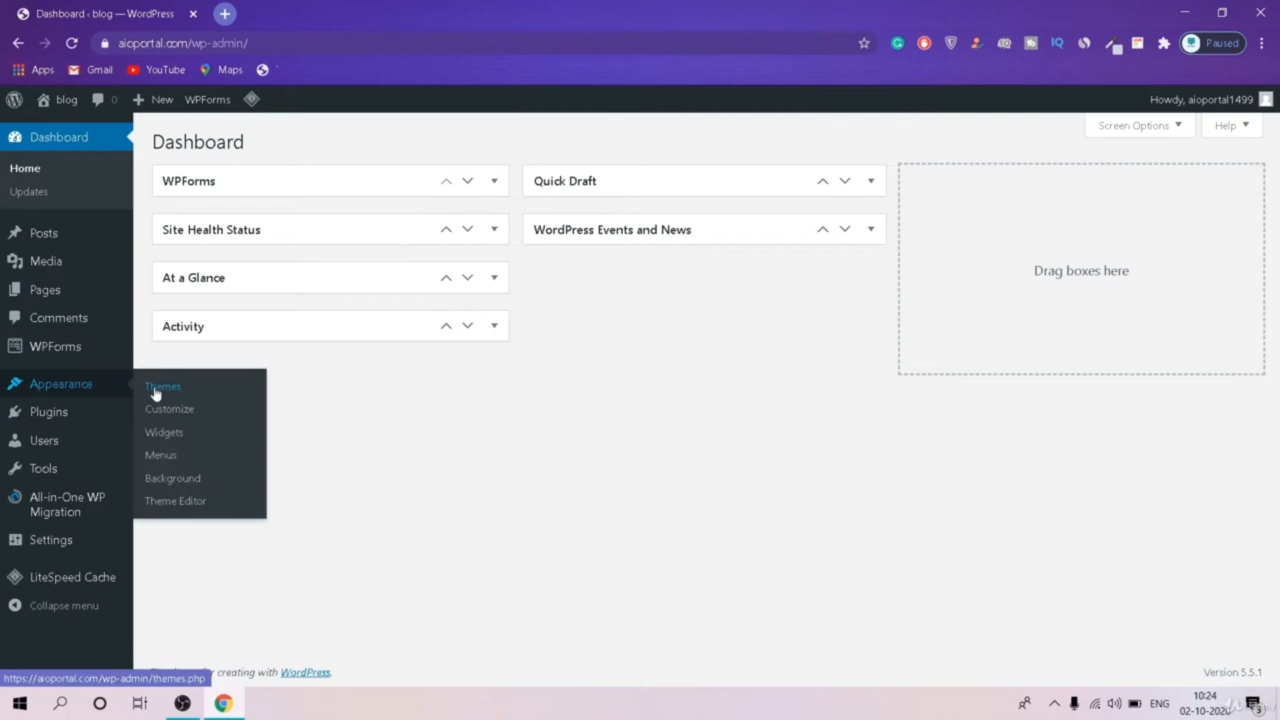 Dashboard ‹ blog — WordPress
aioportal.com/wp-admin/
Paused
Apps
Gmail
YouTube
Maps
blog
0
New
WPForms
Howdy, aioportal1499
Dashboard
Home
Updates
Posts
Media
Pages
Comments
WPForms
Appearance
Plugins
Users
Tools
All-in-One WP
Migration
Settings
LiteSpeed Cache
Collapse menu
Themes
Customize
Widgets
Menus
Background
Theme Editor
Dashboard
Screen Options
Help
WPForms
Quick Draft
Site Health Status
WordPress Events and News
At a Glance
Activity
Drag boxes here
for creating with WordPress.
Version 5.5.1
https://aioportal.com/wp-admin/themes.php
ENG
10:24
02-10-2020
3